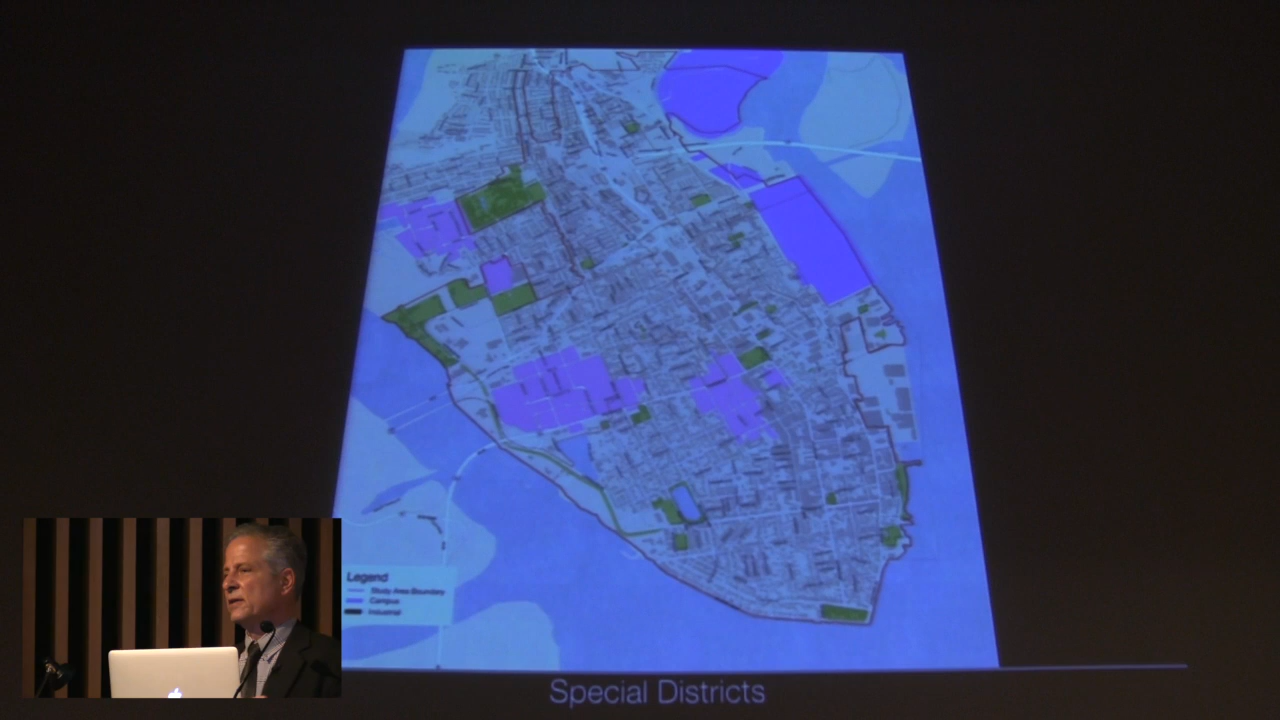 Legend
Study Area Boundary
Campus
Industrial
Special Districts